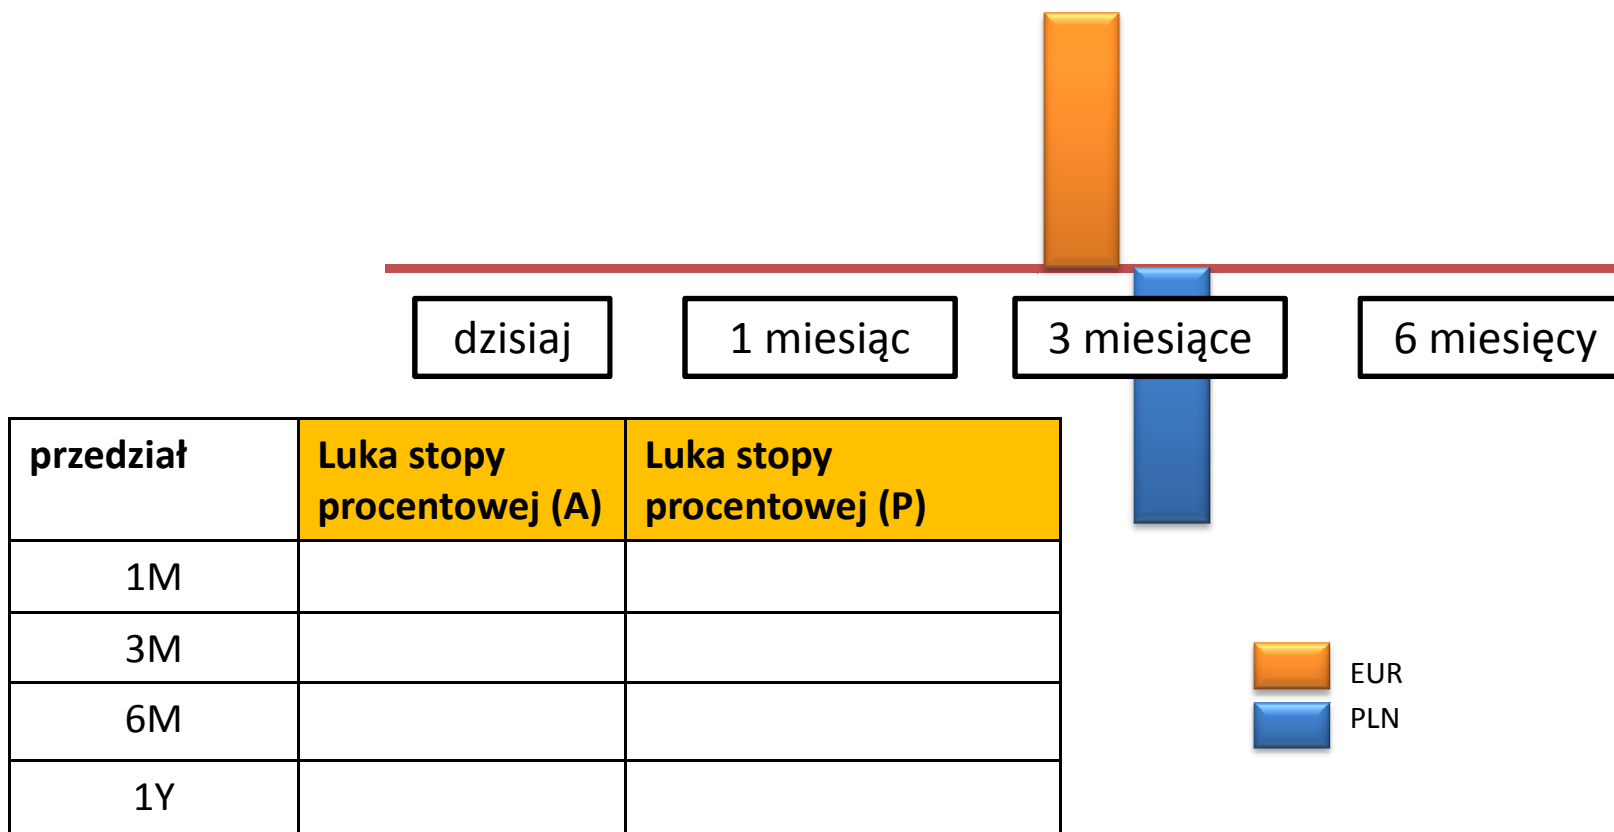 dzisiaj
1 miesiąc
3 miesiące
6 miesięcy
przedział
Luka stopy
procentowej (A)
Luka stopy
procentowej (P)
1M
3M
6M
1Y
EUR
PLN